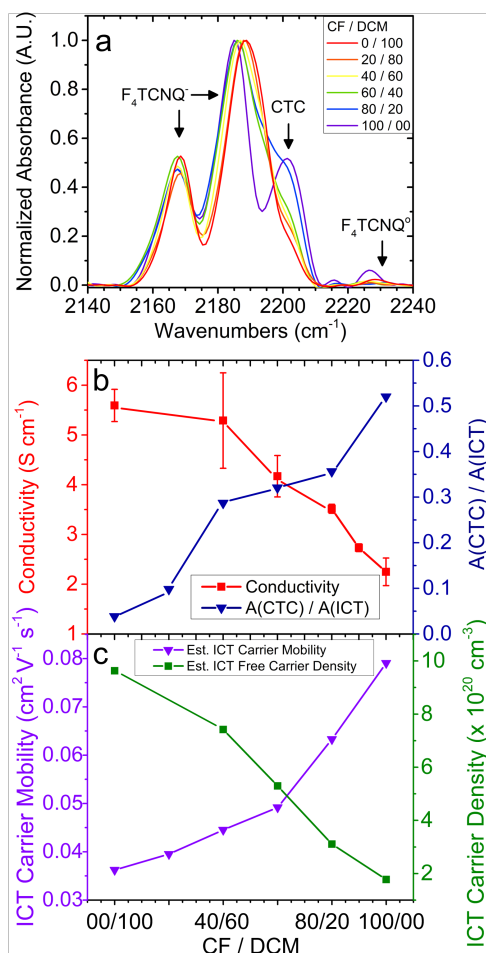 a
CF / DCM
0 / 100
20 / 80
40 / 60
60 / 40
80 / 20
100 / 00
F₄TCNQ⁻
CTC
F₄TCNQ⁰
Normalized Absorbance (A.U.)
1.0
0.8
0.6
0.4
0.2
0.0
2140 2160 2180 2200 2220 2240
Wavenumbers (cm⁻¹)
b
Conductivity (S cm⁻¹)
6
5
4
3
2
1
A(CTC) / A(ICT)
0.6
0.5
0.4
0.3
0.2
0.1
0.0
Conductivity
A(CTC) / A(ICT)
c
Est. ICT Carrier Mobility
Est. ICT Free Carrier Density
ICT Carrier Mobility (cm² V⁻¹ s⁻¹)
0.08
0.07
0.06
0.05
0.04
0.03
ICT Carrier Density (x 10²⁰ cm⁻³)
10
8
6
4
2
00/100 40/60 80/20 100/00
CF / DCM